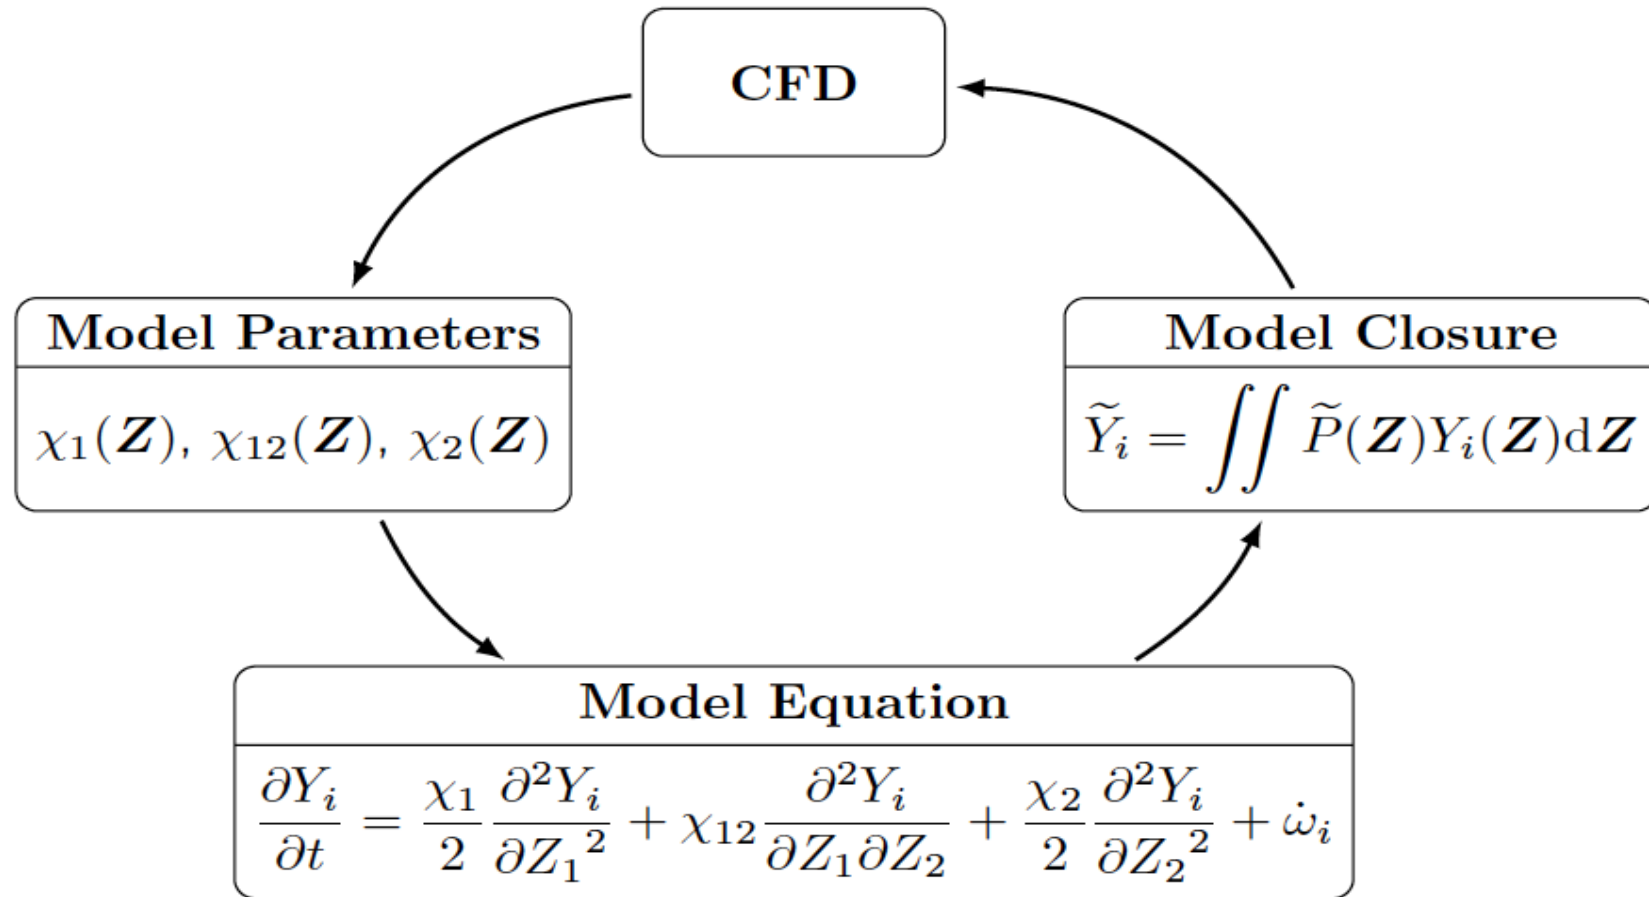 CFD
Model Parameters
χ₁(𝒁), χ₁₂(𝒁), χ₂(𝒁)
Model Closure
Ỹᵢ = ∬ P̃(𝒁)Yᵢ(𝒁)d𝒁
Model Equation
∂Yᵢ/∂t = χ₁/2 ∂²Yᵢ/∂Z₁² + χ₁₂ ∂²Yᵢ/∂Z₁∂Z₂ + χ₂/2 ∂²Yᵢ/∂Z₂² + ω̇ᵢ